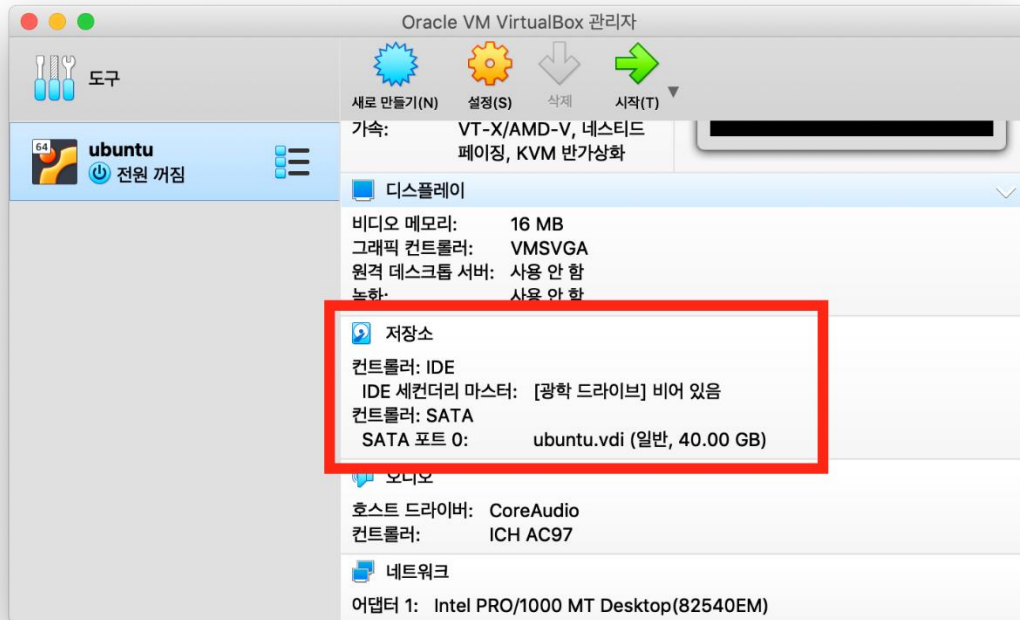 Oracle VM VirtualBox 관리자
도구
새로 만들기(N) 설정(S) 삭제 시작(T)
64
ubuntu
전원 꺼짐
가속: VT-X/AMD-V, 네스티드
페이징, KVM 반가상화
디스플레이
비디오 메모리: 16 MB
그래픽 컨트롤러: VMSVGA
원격 데스크톱 서버: 사용 안 함
녹화: 사용 안 함
저장소
컨트롤러: IDE
IDE 세컨더리 마스터: [광학 드라이브] 비어 있음
컨트롤러: SATA
SATA 포트 0: ubuntu.vdi (일반, 40.00 GB)
오디오
호스트 드라이버: CoreAudio
컨트롤러: ICH AC97
네트워크
어댑터 1: Intel PRO/1000 MT Desktop(82540EM)